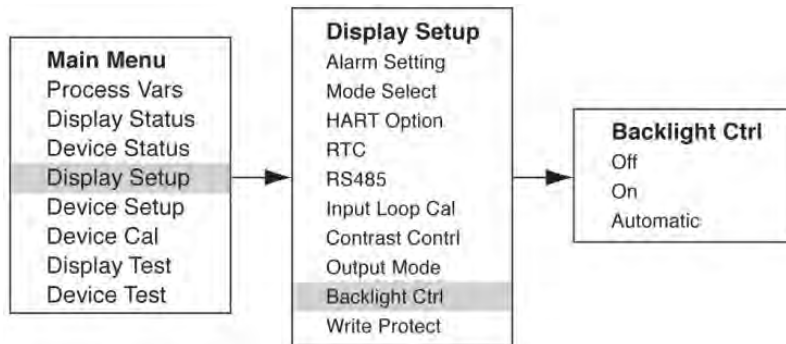 Main Menu
Process Vars
Display Status
Device Status
Display Setup
Device Setup
Device Cal
Display Test
Device Test
Display Setup
Alarm Setting
Mode Select
HART Option
RTC
RS485
Input Loop Cal
Contrast Contrl
Output Mode
Backlight Ctrl
Write Protect
Backlight Ctrl
Off
On
Automatic